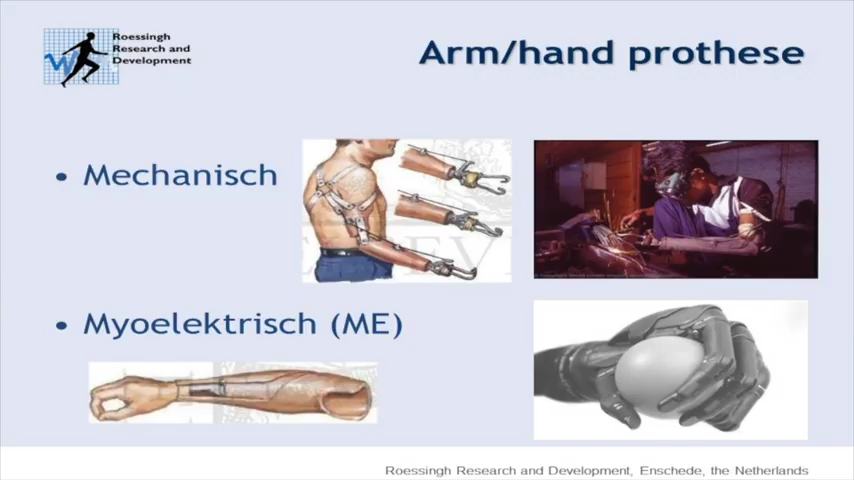 Roessingh
Research and
Development
Arm/hand prothese
• Mechanisch
• Myoelektrisch (ME)
Roessingh Research and Development, Enschede, the Netherlands